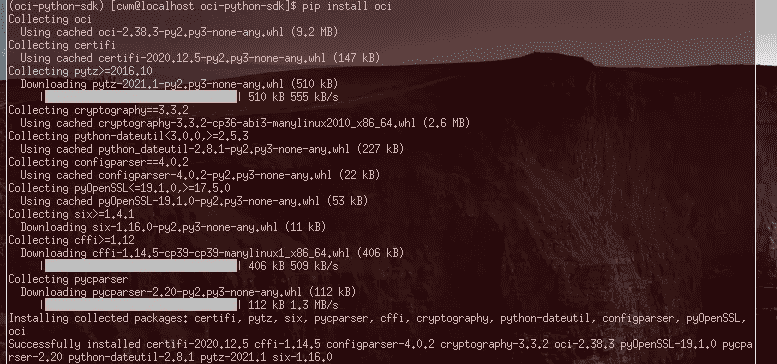 (oci-python-sdk) [cwm@localhost oci-python-sdk]$ pip install oci
Collecting oci
  Using cached oci-2.38.3-py2.py3-none-any.whl (9.2 MB)
Collecting certifi
  Using cached certifi-2020.12.5-py2.py3-none-any.whl (147 kB)
Collecting pytz>=2016.10
  Downloading pytz-2021.1-py2.py3-none-any.whl (510 kB)
     |████████████████████████████████| 510 kB 555 kB/s
Collecting cryptography==3.3.2
  Using cached cryptography-3.3.2-cp36-abi3-manylinux2010_x86_64.whl (2.6 MB)
Collecting python-dateutil<3.0.0,>=2.5.3
  Using cached python_dateutil-2.8.1-py2.py3-none-any.whl (227 kB)
Collecting configparser==4.0.2
  Using cached configparser-4.0.2-py2.py3-none-any.whl (22 kB)
Collecting pyOpenSSL<=19.1.0,>=17.5.0
  Using cached pyOpenSSL-19.1.0-py2.py3-none-any.whl (53 kB)
Collecting six>=1.4.1
  Downloading six-1.16.0-py2.py3-none-any.whl (11 kB)
Collecting cffi>=1.12
  Downloading cffi-1.14.5-cp39-cp39-manylinux1_x86_64.whl (406 kB)
     |████████████████████████████████| 406 kB 509 kB/s
Collecting pycparser
  Downloading pycparser-2.20-py2.py3-none-any.whl (112 kB)
     |████████████████████████████████| 112 kB 1.3 MB/s
Installing collected packages: certifi, pytz, six, pycparser, cffi, cryptography, python-dateutil, configparser, pyOpenSSL,
oci
Successfully installed certifi-2020.12.5 cffi-1.14.5 configparser-4.0.2 cryptography-3.3.2 oci-2.38.3 pyOpenSSL-19.1.0 pycpa
rser-2.20 python-dateutil-2.8.1 pytz-2021.1 six-1.16.0